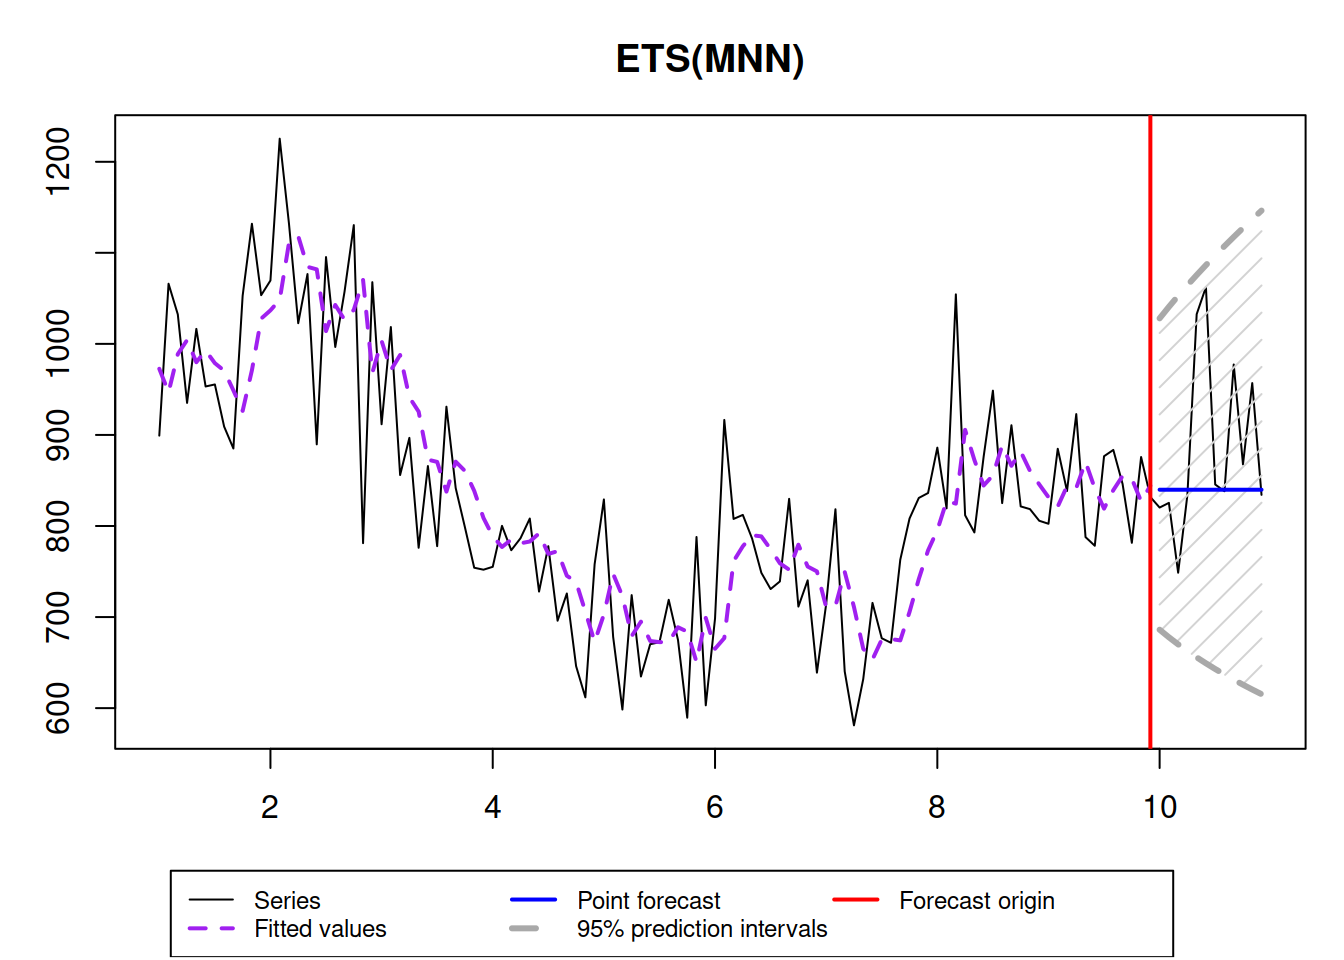 ETS(MNN)
1200
1000
900
800
700
600
2 4 6 8 10
Series
Point forecast
Forecast origin
Fitted values
95% prediction intervals